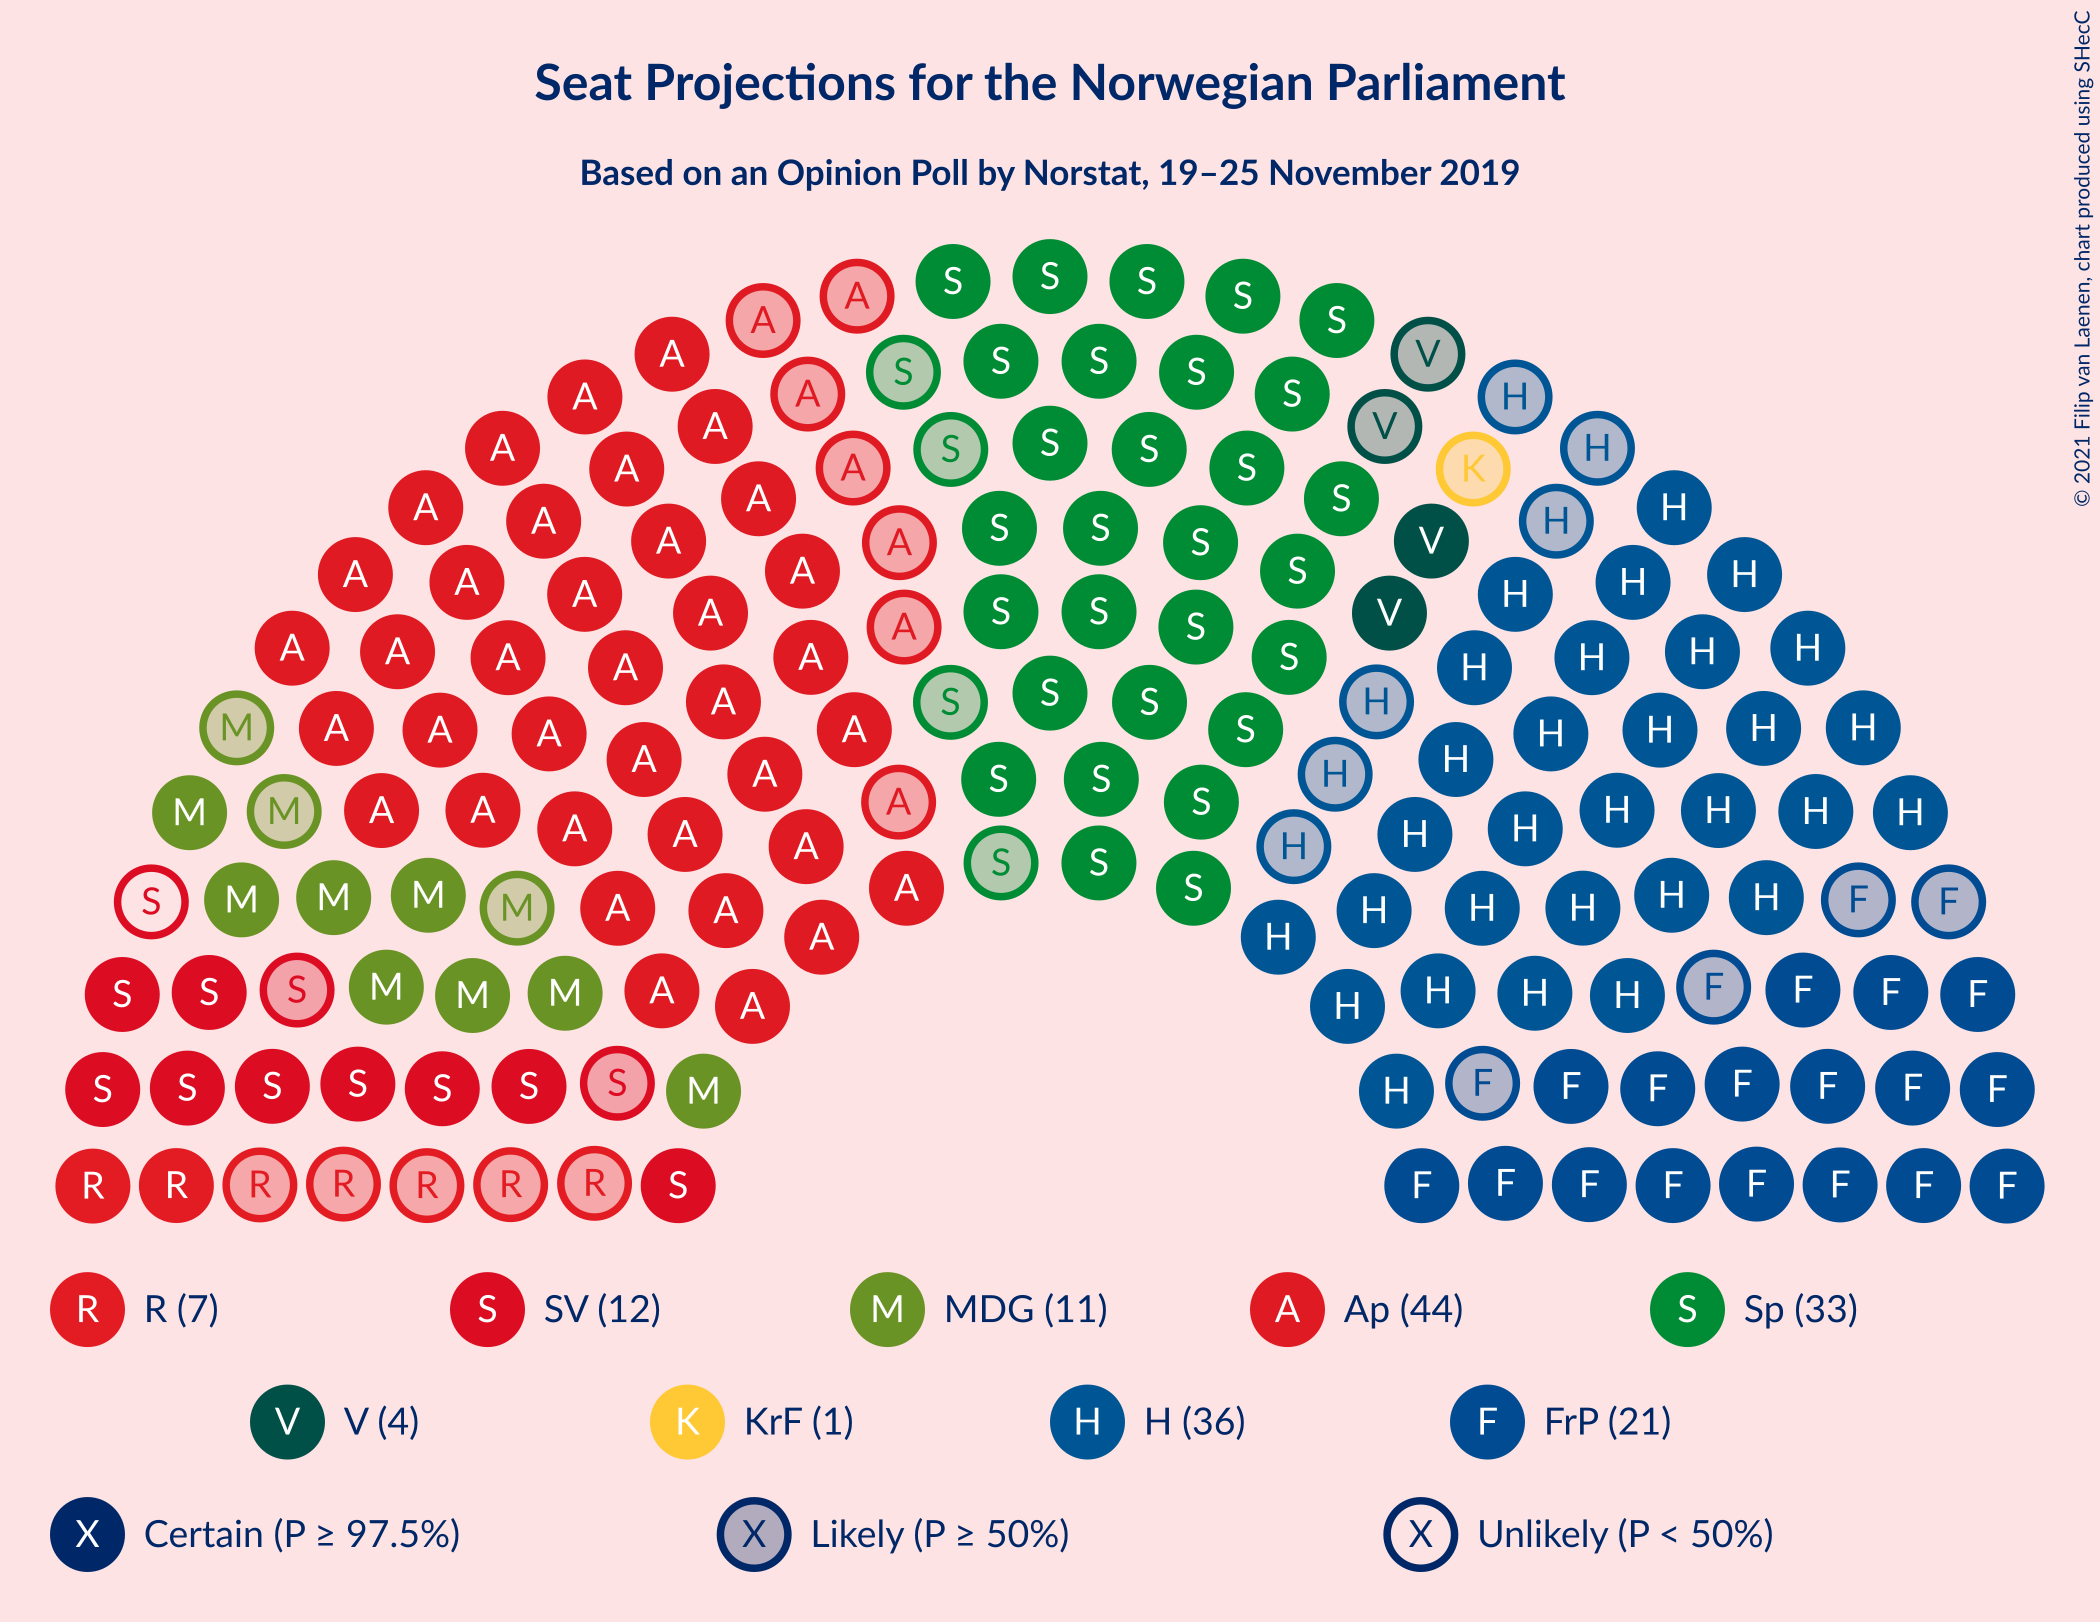 Seat Projections for the Norwegian Parliament
Based on an Opinion Poll by Norstat, 19–25 November 2019
© 2021 Filip van Laenen, chart produced using SHecC
A A S S S S S V H H
A A A A S S S S S V K H H
A A A A A S S S S S V H H H
A A A A A A S S S S V H H H
A A A A A A S S S S H H H H
M A A A A A A S S S S H H H H H
M M A A A A A A S S S H H H H H H H
S M M M M A A A A S S S H H H H H H H F F
S S S M M M A A H H H H F F F F
S S S S S S S M H F F F F F F F
R R R R R R R S F F F F F F F F
R R (7) S SV (12) M MDG (11) A Ap (44) S Sp (33)
V V (4) K KrF (1) H H (36) F FrP (21)
X Certain (P ≥ 97.5%) X Likely (P ≥ 50%) X Unlikely (P < 50%)